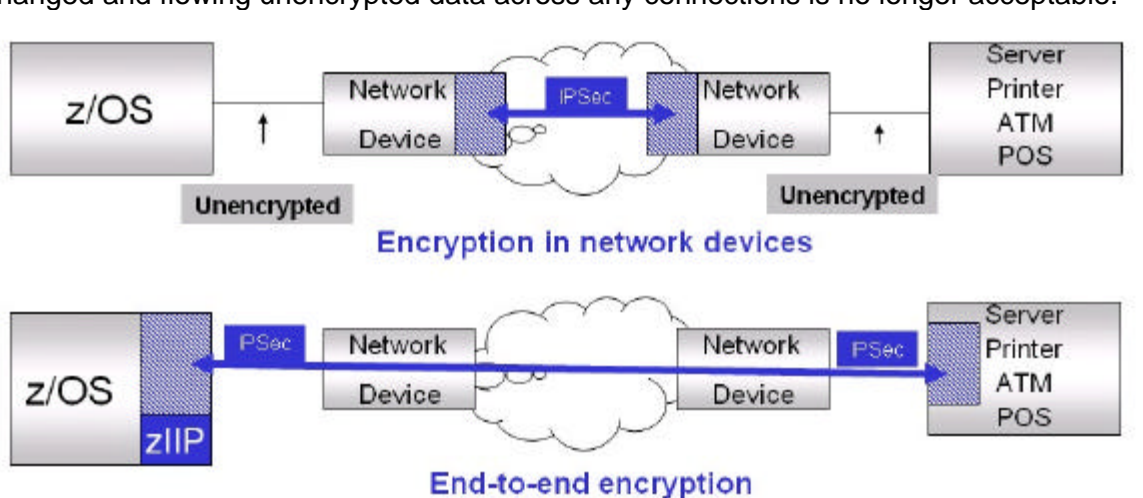 changed and flowing unencrypted data across any connections is no longer acceptable.
z/OS
Network
Device
IPSec
Network
Device
Server
Printer
ATM
POS
Unencrypted
Unencrypted
Encryption in network devices
z/OS
zIIP
IPSec
Network
Device
Network
Device
IPSec
Server
Printer
ATM
POS
End-to-end encryption